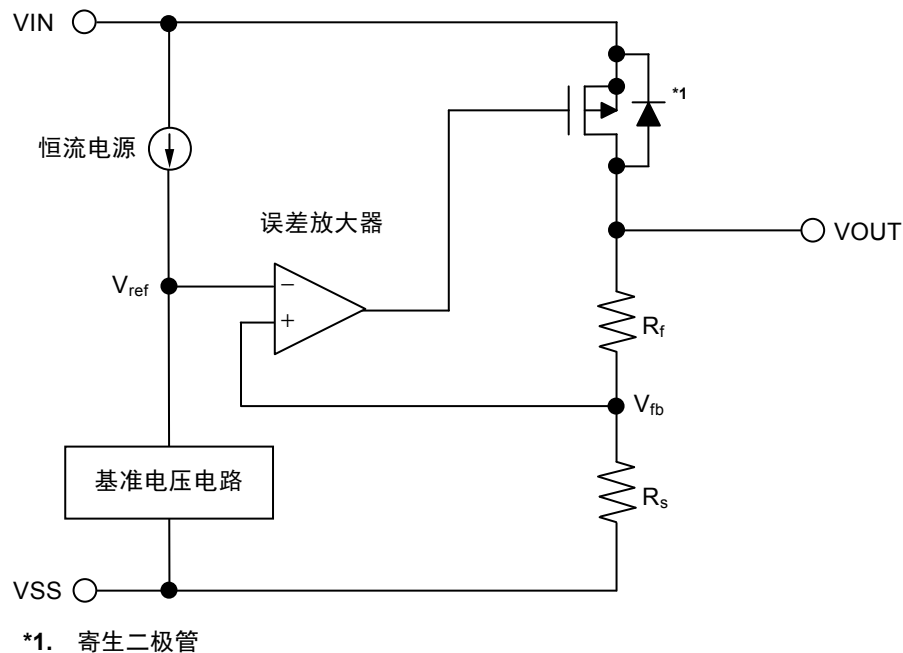 VIN
*1
恒流电源
误差放大器
VOUT
Vref
−
+
Rf
Vfb
基准电压电路
Rs
VSS
*1. 寄生二极管